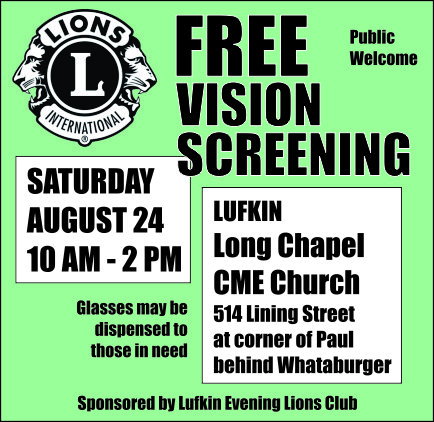 LIONS
L
INTERNATIONAL
®
FREE
VISION
SCREENING
Public
Welcome
SATURDAY
AUGUST 24
10 AM - 2 PM
Glasses may be
dispensed to
those in need
LUFKIN
Long Chapel
CME Church
514 Lining Street
at corner of Paul
behind Whataburger
Sponsored by Lufkin Evening Lions Club